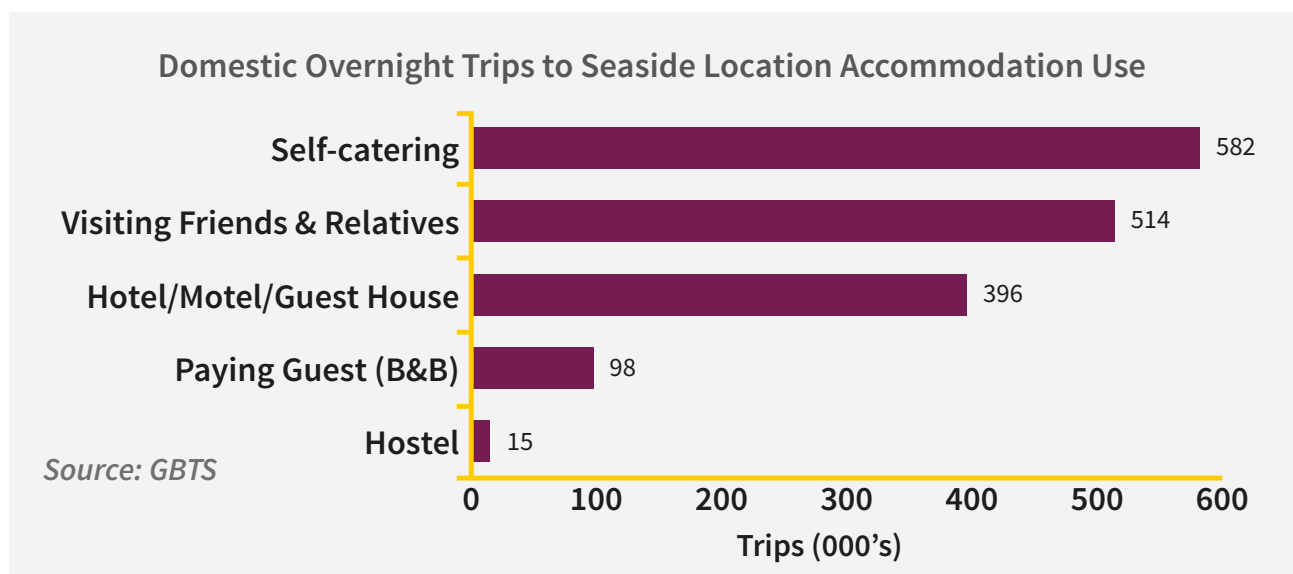 Domestic Overnight Trips to Seaside Location Accommodation Use
Self-catering 582
Visiting Friends & Relatives 514
Hotel/Motel/Guest House 396
Paying Guest (B&B) 98
Hostel 15
Source: GBTS
0 100 200 300 400 500 600
Trips (000’s)